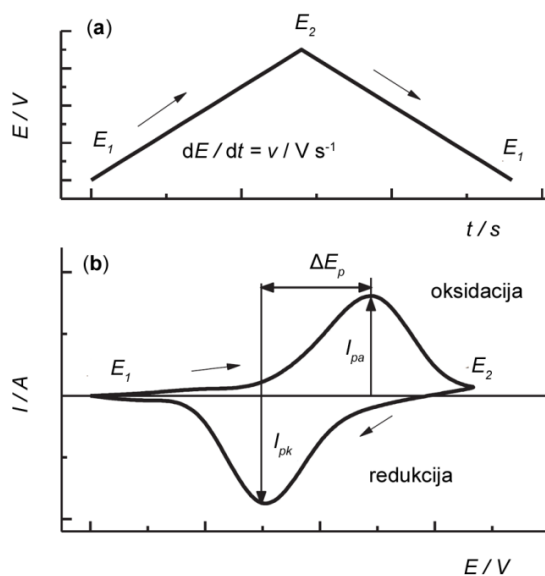 (a)
E₂
E / V
E₁
dE / dt = v / V s⁻¹
E₁
t / s
(b)
ΔEₚ
oksidacija
E₁
Iₚₐ
E₂
I / A
Iₚₖ
redukcija
E / V